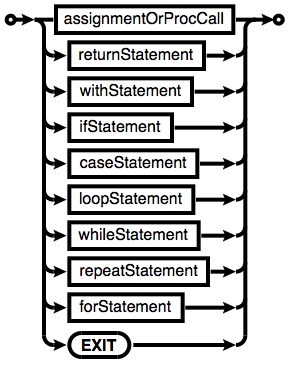 assignmentOrProcCall
returnStatement
withStatement
ifStatement
caseStatement
loopStatement
whileStatement
repeatStatement
forStatement
EXIT